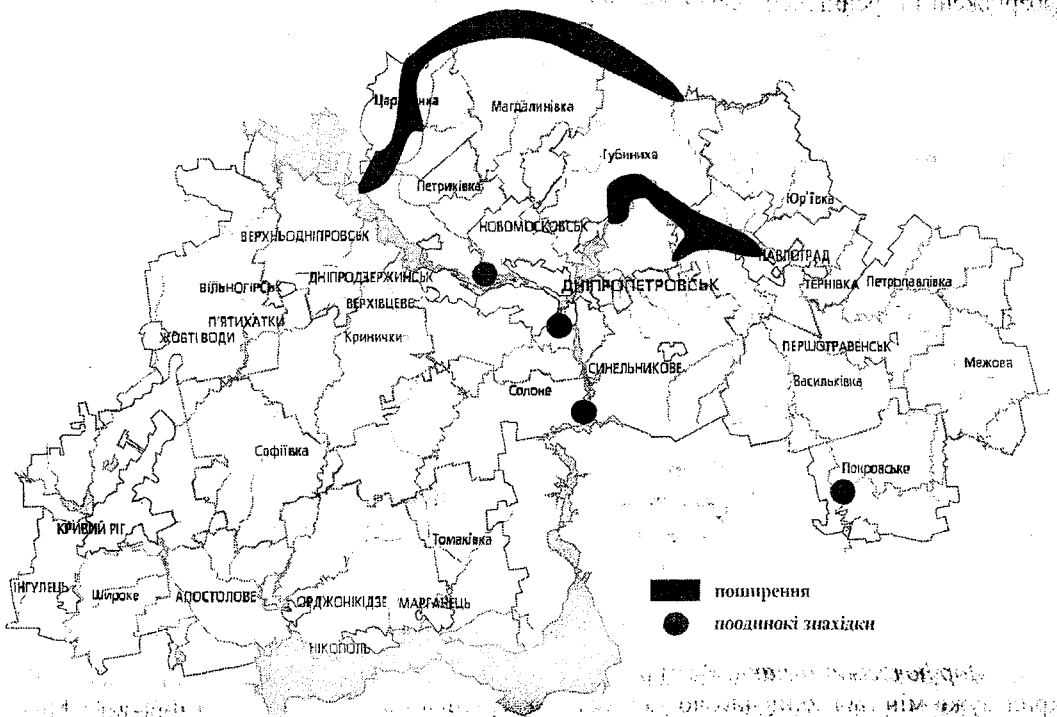 Магдалинівка
Губиниха
Петриківка
Юр'ївка
НОВОМОСКОВСЬК
ВЕРХНЬОДНІПРОВСЬК
ПАВЛОГРАД
ДНІПРОДЗЕРЖИНСЬК
ДНІПРОПЕТРОВСЬК
ТЕРНІВКА
Петропавлівка
ВІЛЬНОГІРСЬК
ВЕРХІВЦЕВЕ
П'ЯТИХАТКИ
ЖОВТІ ВОДИ
Кринички
ПЕРШОТРАВЕНСЬК
СИНЕЛЬНИКОВЕ
Межова
Васильківка
Солоне
Софіївка
Покровське
КРИВИЙ РІГ
Томаківка
ІНГУЛЕЦЬ
Широке
АПОСТОЛОВЕ
ОРДЖОНІКІДЗЕ
МАРГАНЕЦЬ
НІКОПОЛЬ
поширення
поодинокі знахідки